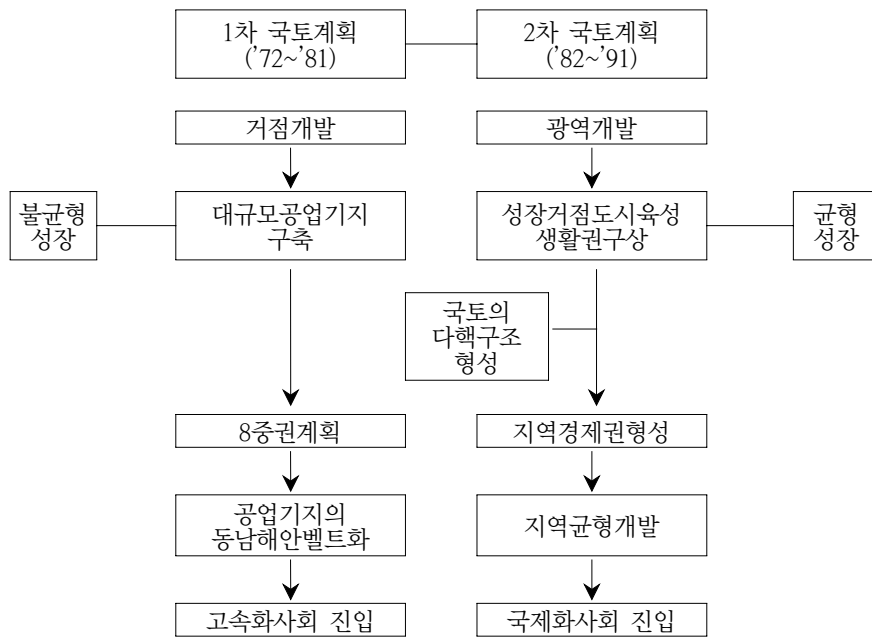 1차 국토계획
('72~'81)
2차 국토계획
('82~'91)
거점개발
광역개발
불균형
성장
대규모공업기지
구축
성장거점도시육성
생활권구상
균형
성장
국토의
다핵구조
형성
8중권계획
지역경제권형성
공업기지의
동남해안벨트화
지역균형개발
고속화사회 진입
국제화사회 진입